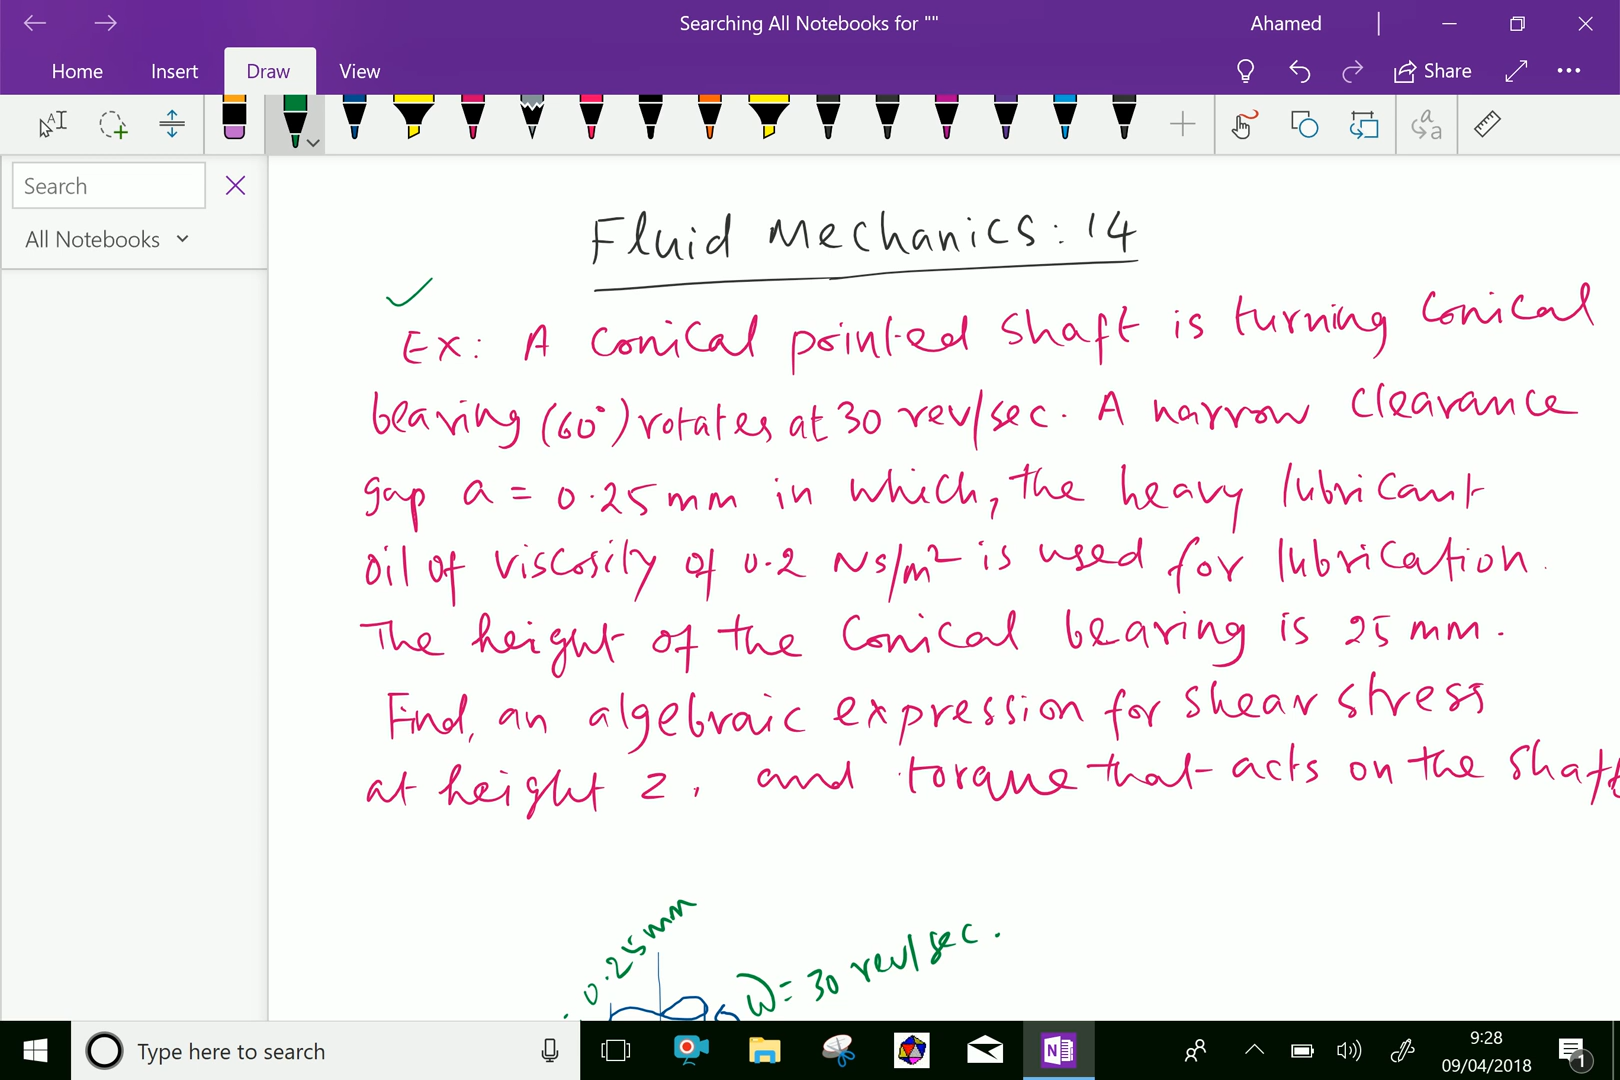 Searching All Notebooks for ""
Ahamed
Home Insert Draw View
Share
Search
All Notebooks
Fluid Mechanics: 14
Ex: A Conical pointed shaft is turning Conical
bearing (60°) rotates at 30 rev/sec. A narrow clearance
gap a = 0.25 mm in which, the heavy lubricant
oil of viscosity of 0.2 Ns/m² is used for lubrication.
The height of the Conical bearing is 25 mm.
Find, an algebraic expression for shear stress
at height z, and torque that acts on the shaft
0.25 mm
ω = 30 rev/sec.
Type here to search
9:28
09/04/2018
1